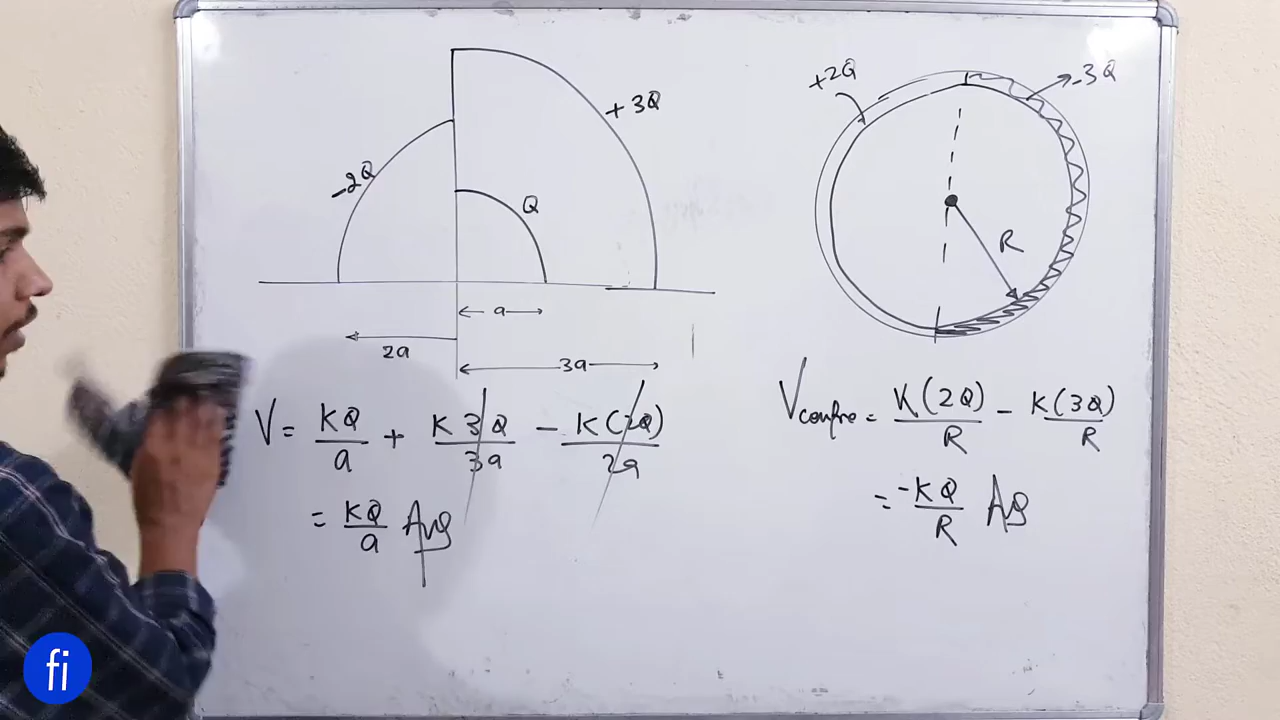 -2Q
+3Q
Q
a
2a
3a
V = KQ/a + K3Q/3a - K(2Q)/2a
= KQ/a Ans
+2Q
-3Q
R
Vcentre = K(2Q)/R - K(3Q)/R
= -KQ/R Ans
fi